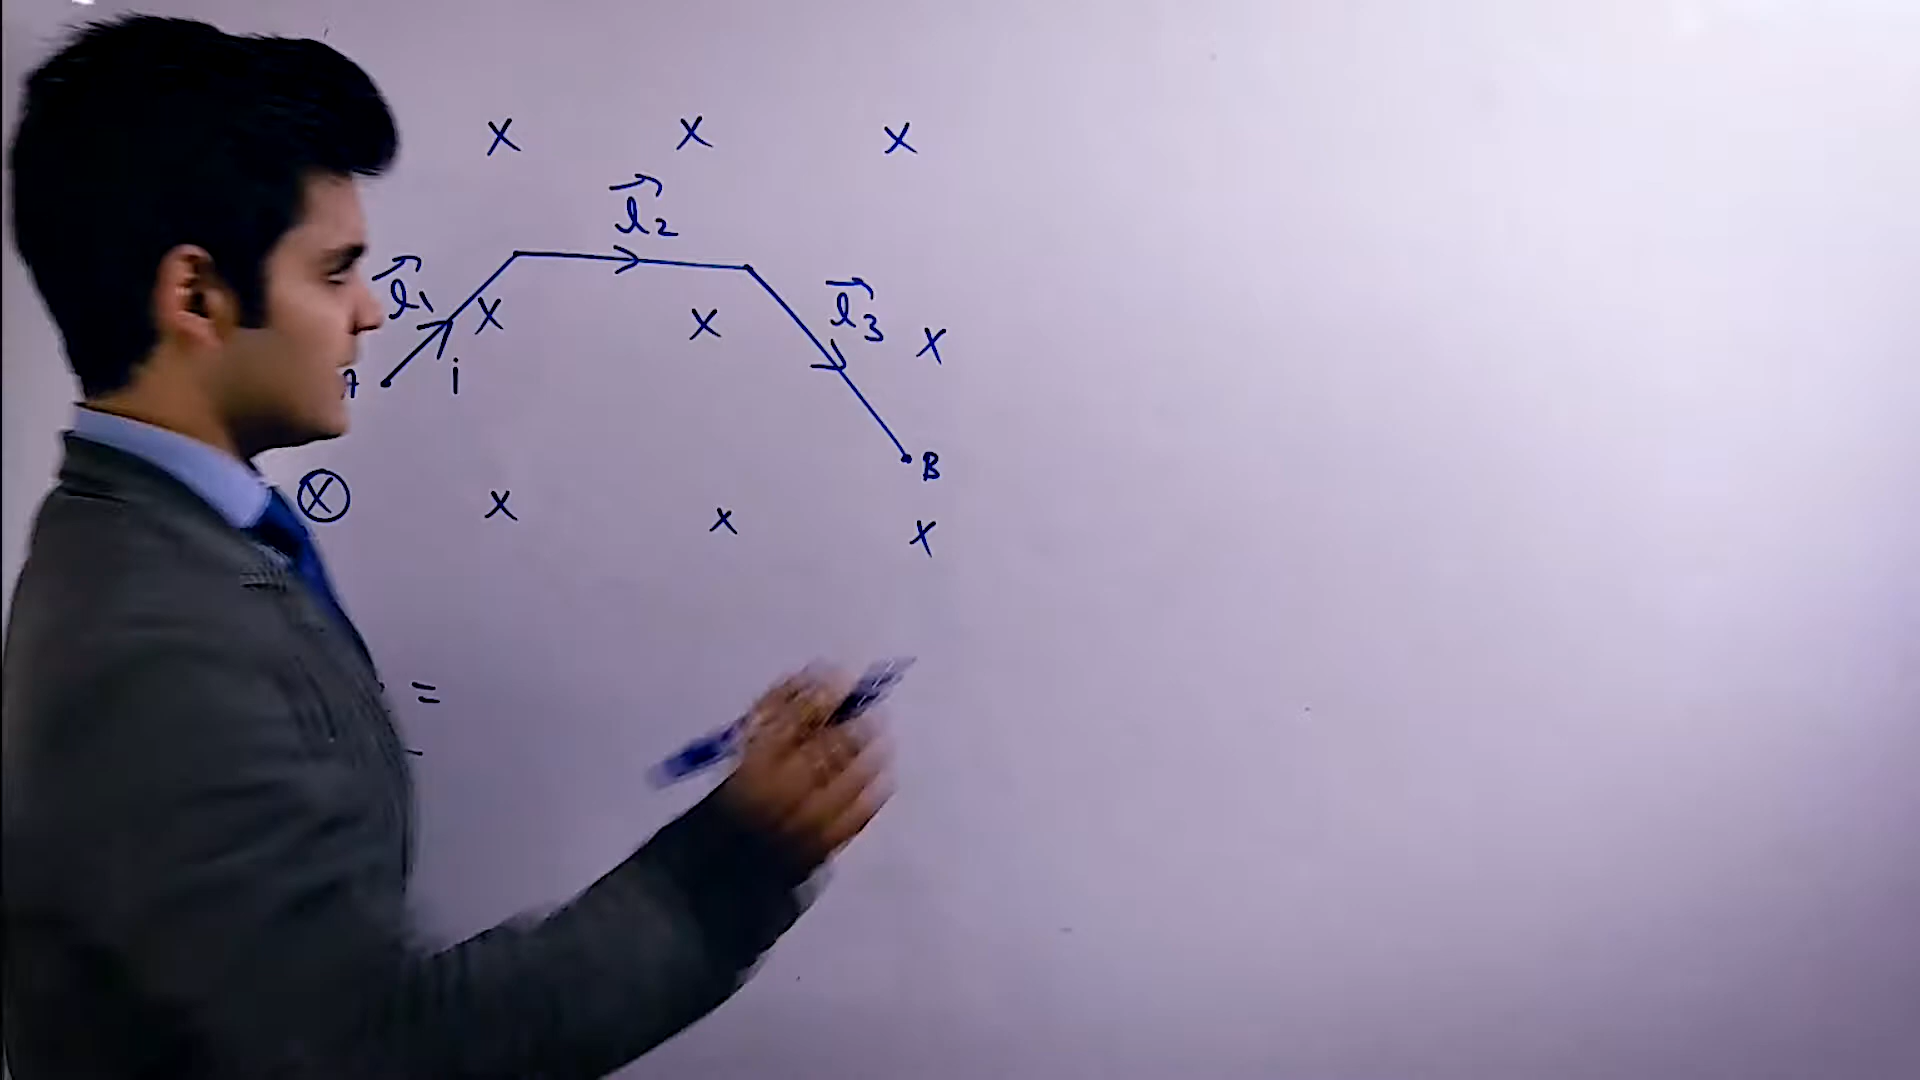 X X X
l₂
l₁ l₃
X X X
A i
B
ⓧ X X X
=
-